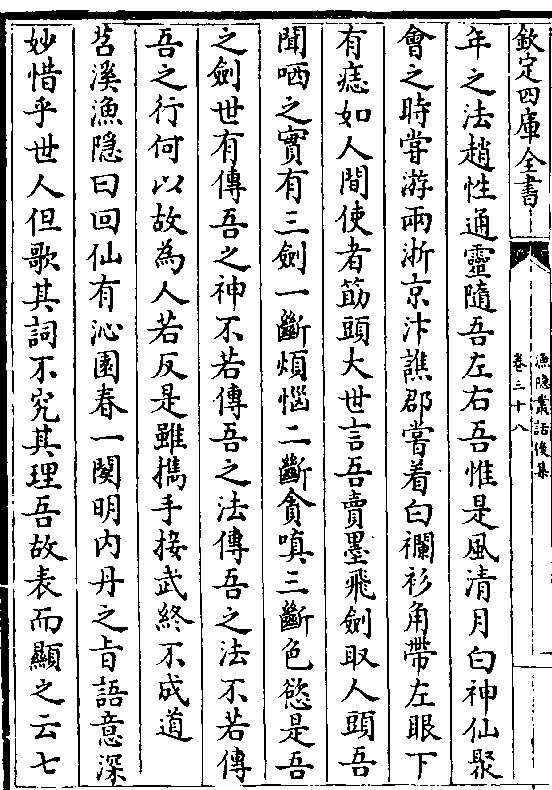 欽定四庫全書
漁隐叢話後集
卷三十八
年之法趙性通靈隨吾左右吾惟是風清月白神仙聚
會之時甞游兩浙京汴譙郡嘗着白襴衫角帶左眼下
有痣如人間使者筯頭大世言吾賣墨飛劍取人頭吾
聞哂之實有三劍一斷煩惱二斷貪嗔三斷色慾是吾
之劍世有傳吾之神不若傳吾之法傳吾之法不若傳
吾之行何以故為人若反是雖擕手接武終不成道
苕溪漁隐曰回仙有沁園春一闋明内丹之旨語意深
妙惜乎世人但歌其詞不究其理吾故表而顯之云七